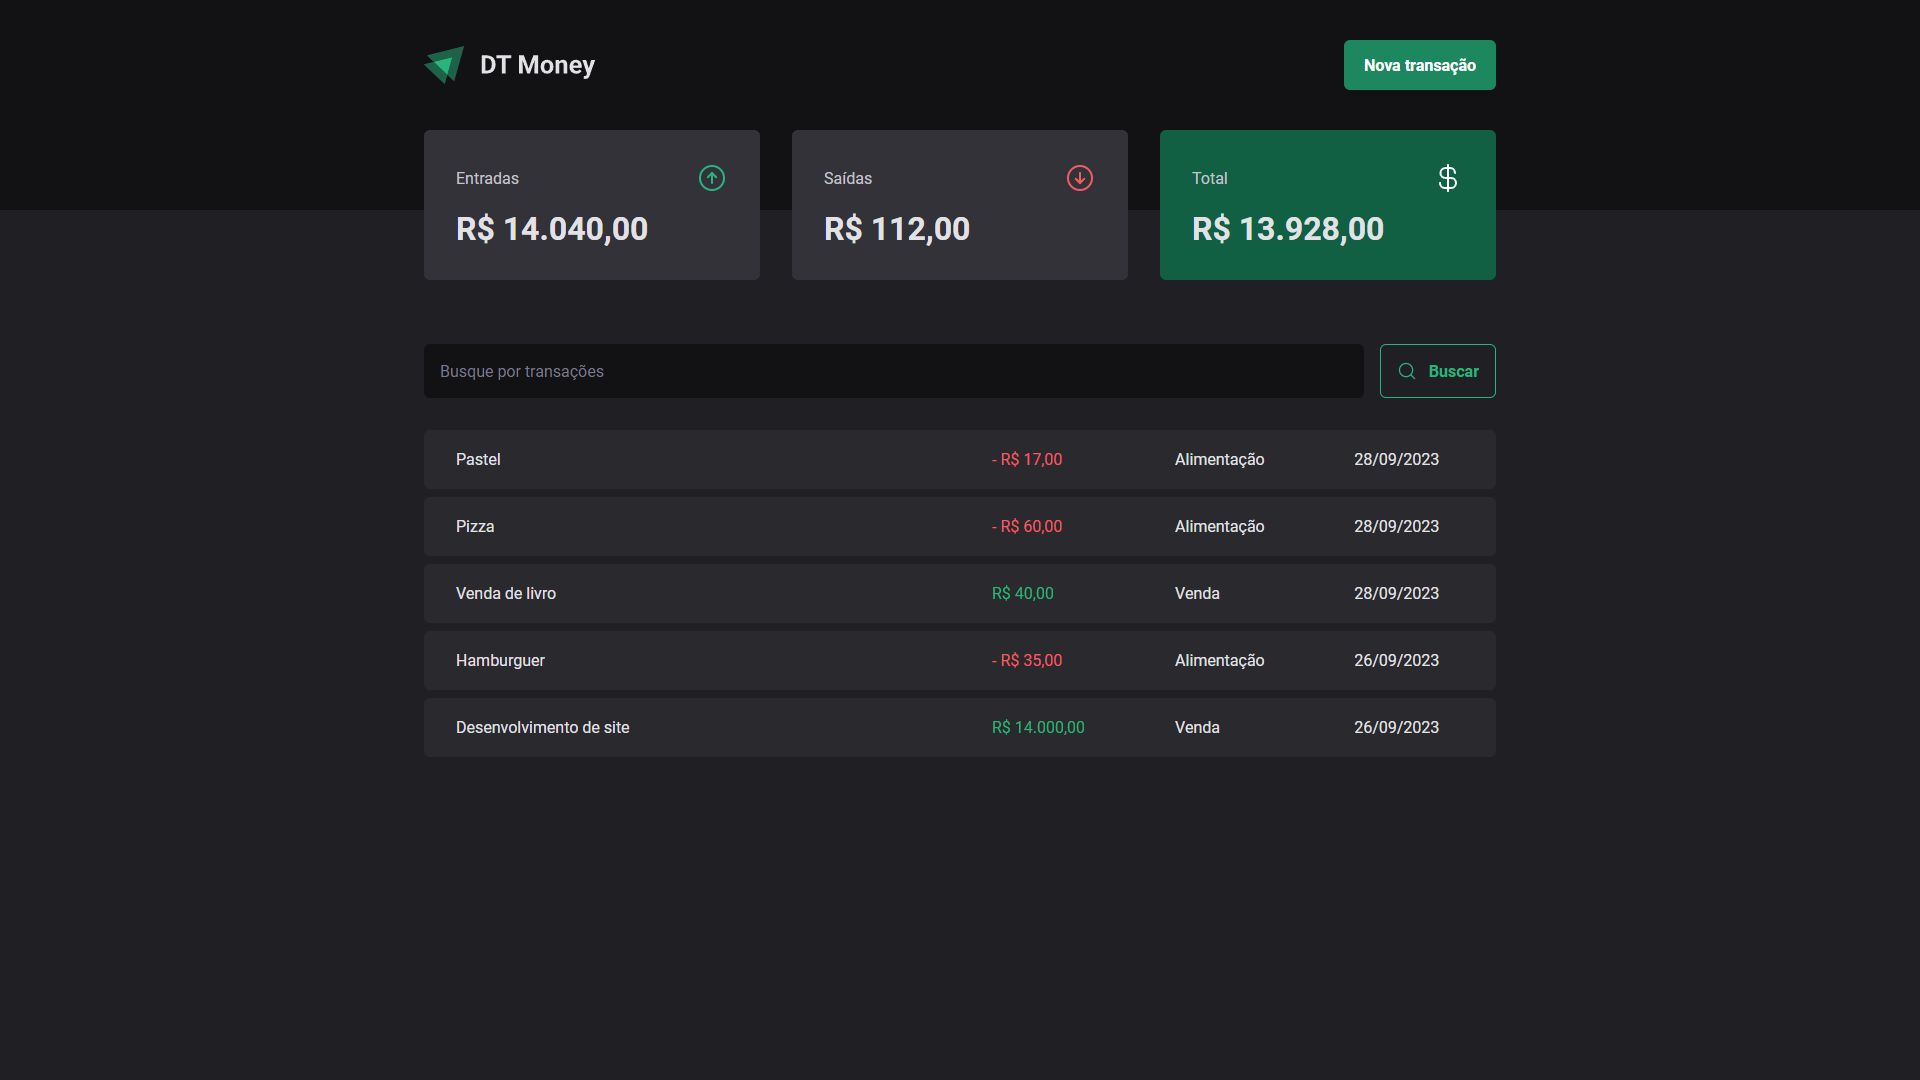 DT Money
Nova transação
Entradas
R$ 14.040,00
Saídas
R$ 112,00
Total
R$ 13.928,00
Busque por transações
Buscar
Pastel - R$ 17,00 Alimentação 28/09/2023
Pizza - R$ 60,00 Alimentação 28/09/2023
Venda de livro R$ 40,00 Venda 28/09/2023
Hamburguer - R$ 35,00 Alimentação 26/09/2023
Desenvolvimento de site R$ 14.000,00 Venda 26/09/2023